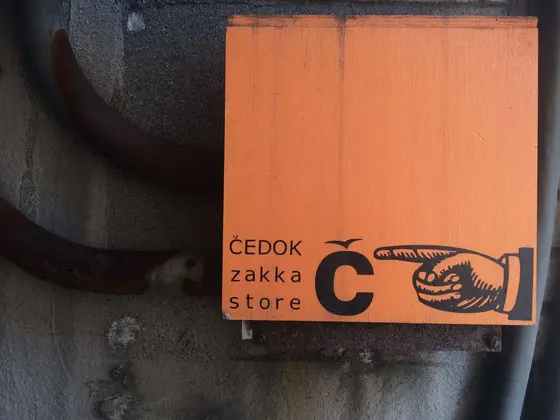 ČEDOK
zakka
store
Č